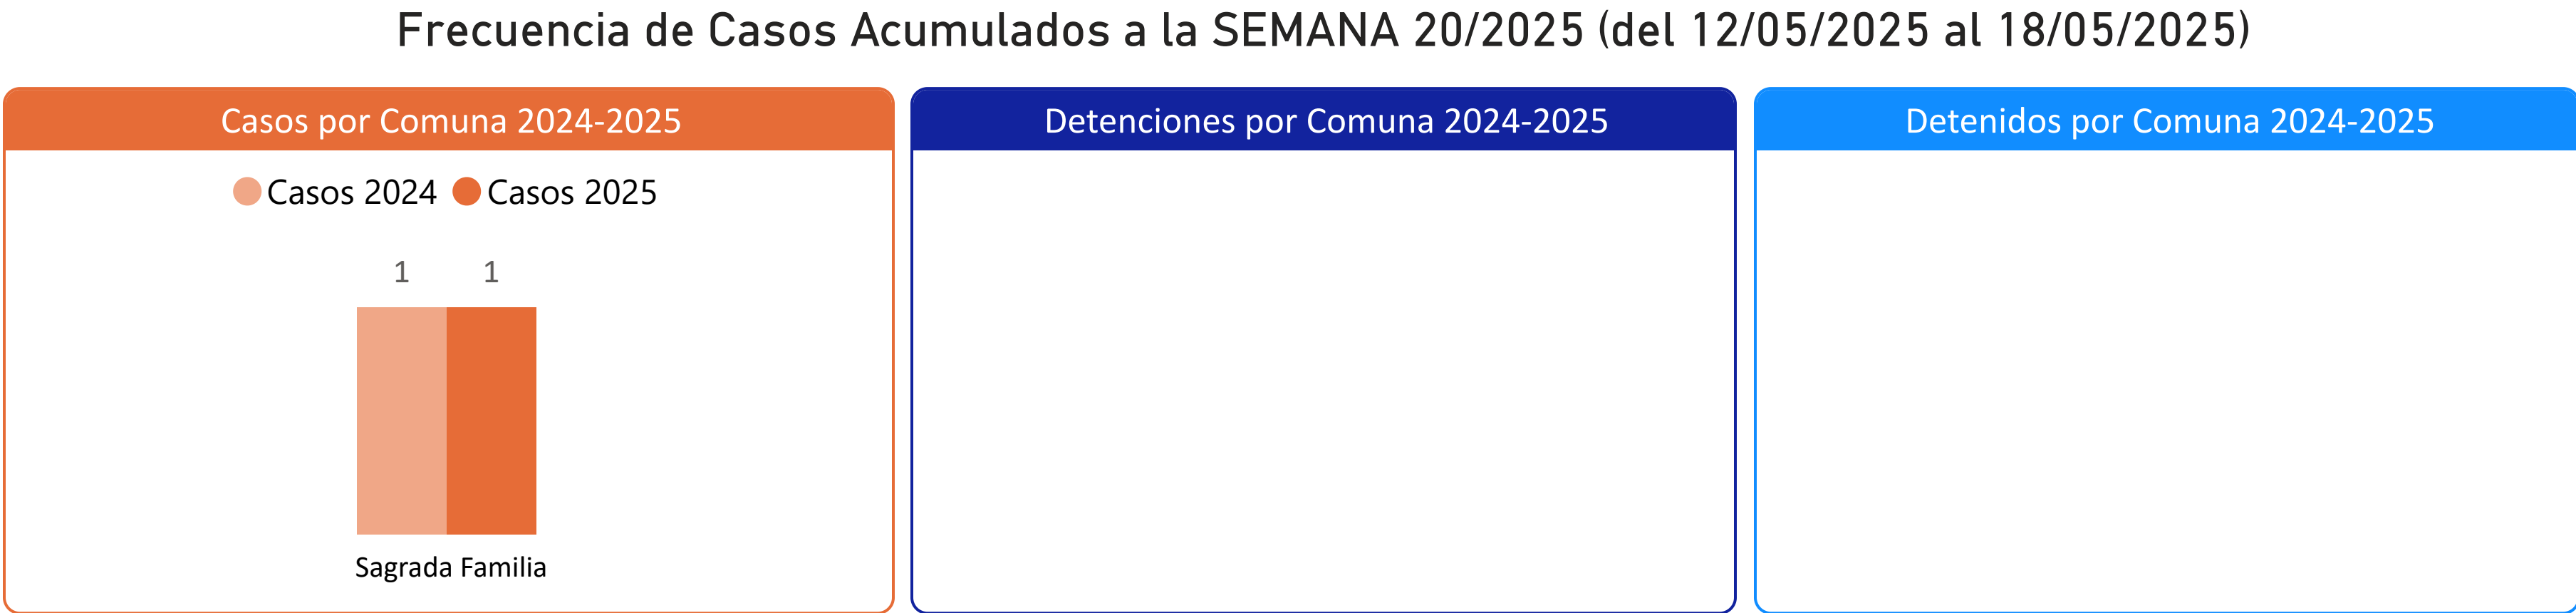 Frecuencia de Casos Acumulados a la SEMANA 20/2025 (del 12/05/2025 al 18/05/2025)
Casos por Comuna 2024-2025
Casos 2024 Casos 2025
1 1
Sagrada Familia
Detenciones por Comuna 2024-2025
Detenidos por Comuna 2024-2025